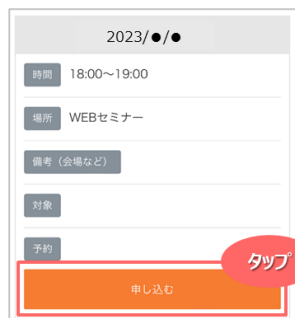 2023/●/●
時間 18:00～19:00
場所 WEBセミナー
備考（会場など）
対象
予約
タップ
申し込む